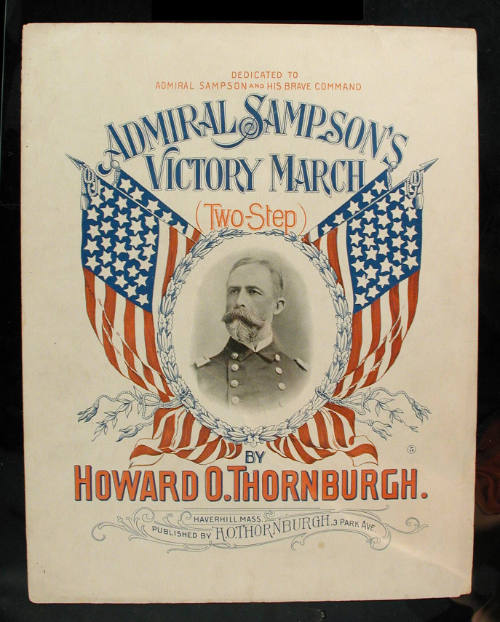 DEDICATED TO
ADMIRAL SAMPSON AND HIS BRAVE COMMAND
ADMIRAL SAMPSON'S
VICTORY MARCH
(TWO-STEP)
BY
HOWARD O. THORNBURGH.
HAVERHILL MASS.
PUBLISHED BY H.O.THORNBURGH. 3 PARK AVE